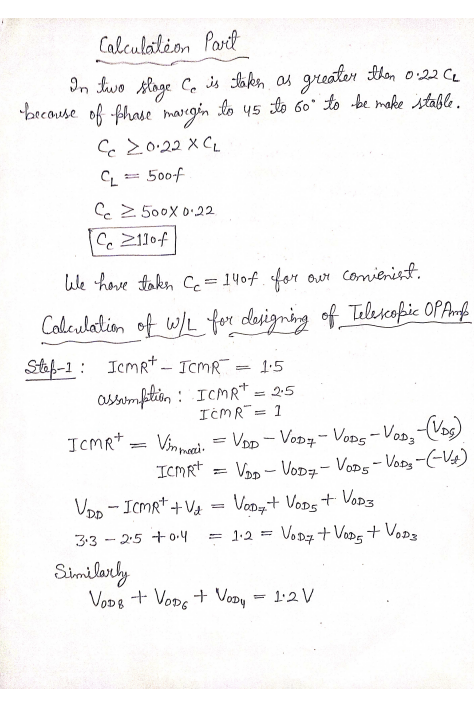 Calculation Part
In two stage Cc is taken as greater then 0.22 CL
because of phase margin to 45 to 60° to be make stable.
Cc ≥ 0.22 X CL
CL = 500f
Cc ≥ 500X 0.22
Cc ≥ 110f
We have taken Cc = 140f for our convenient.
Calculation of W/L for designing of Telescopic OPAmp
Step-1 : ICMR⁺ - ICMR⁻ = 1.5
assumption : ICMR⁺ = 2.5
ICMR⁻ = 1
ICMR⁺ = Vin maxi. = VDD - VOD7 - VOD5 - VOD3 - (VDG)
ICMR⁺ = VDD - VOD7 - VOD5 - VOD3 - (-Vt)
VDD - ICMR⁺ + Vt = VOD7 + VOD5 + VOD3
3.3 - 2.5 + 0.4 = 1.2 = VOD7 + VOD5 + VOD3
Similarly
VOD8 + VOD6 + VOD4 = 1.2 V